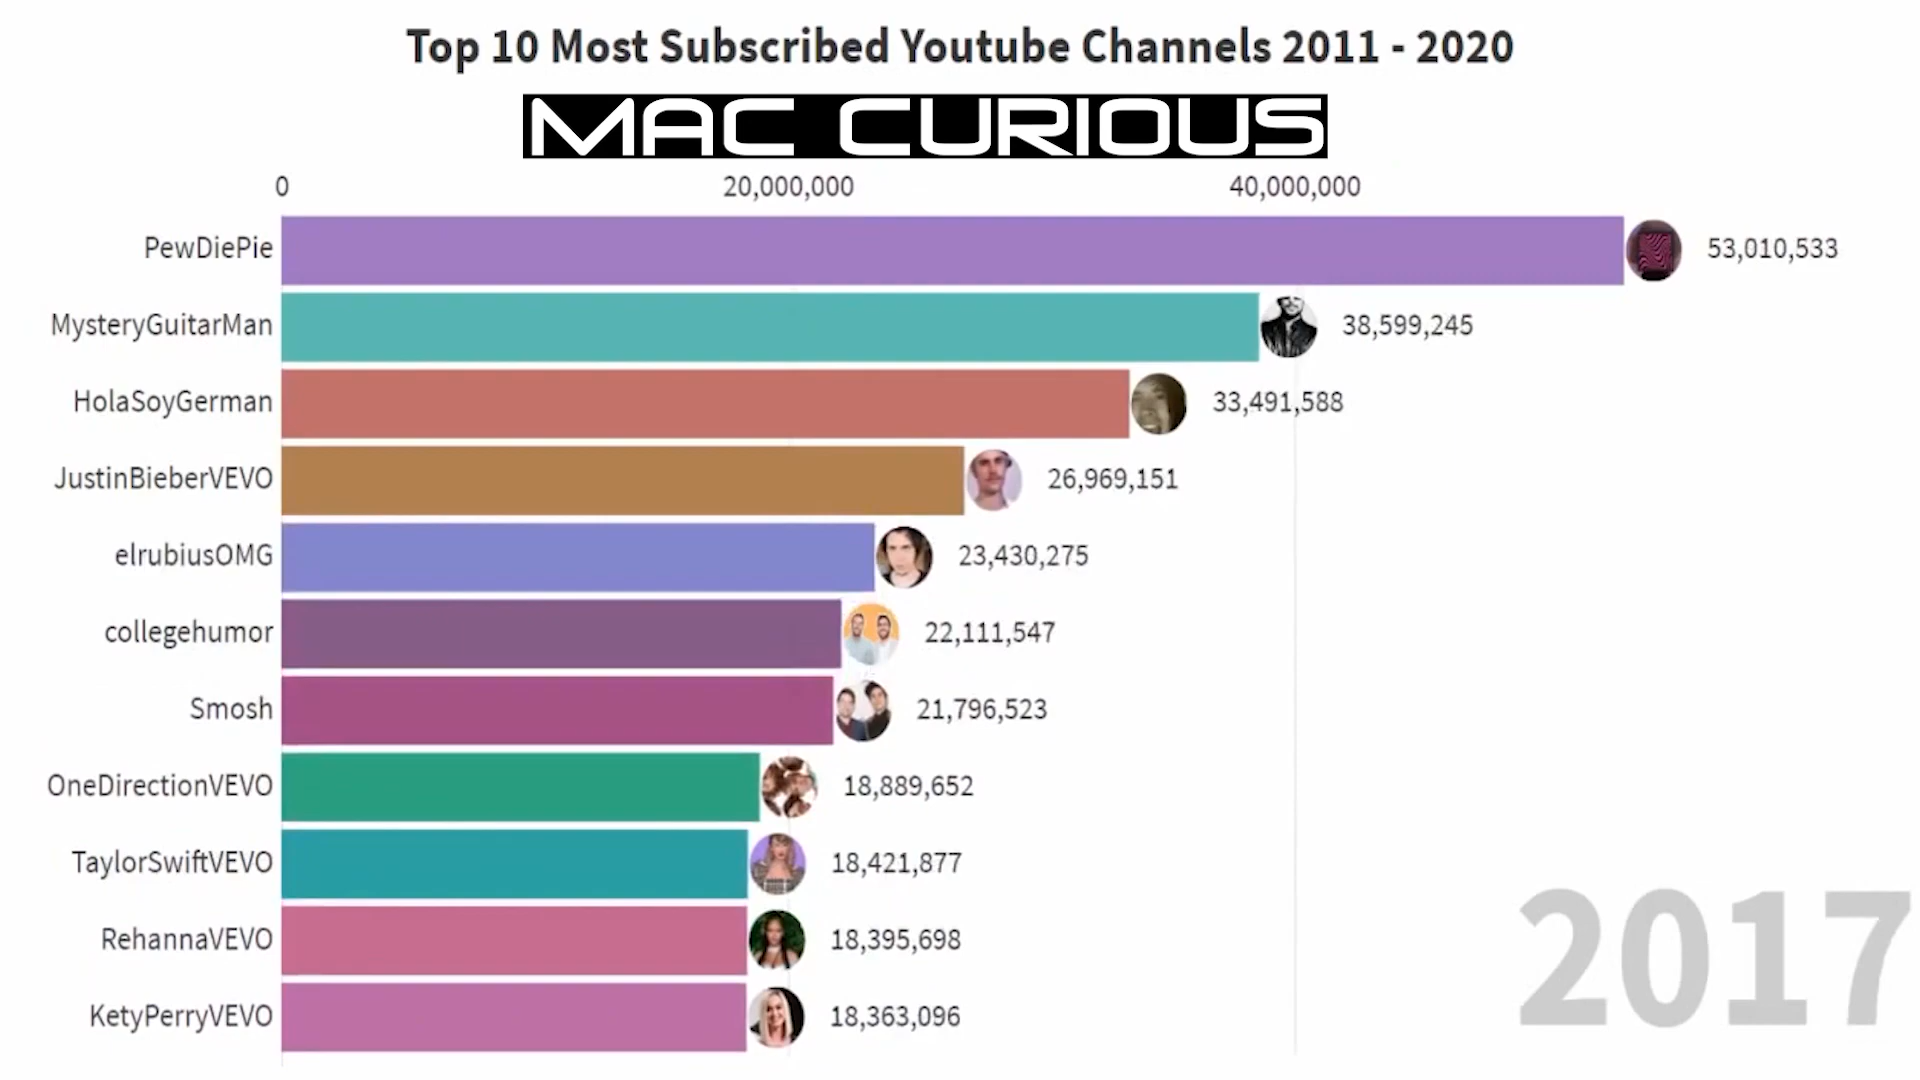 Top 10 Most Subscribed Youtube Channels 2011 - 2020
MAC CURIOUS
0 20,000,000 40,000,000
PewDiePie 53,010,533
MysteryGuitarMan 38,599,245
HolaSoyGerman 33,491,588
JustinBieberVEVO 26,969,151
elrubiusOMG 23,430,275
collegehumor 22,111,547
Smosh 21,796,523
OneDirectionVEVO 18,889,652
TaylorSwiftVEVO 18,421,877
RehannaVEVO 18,395,698
KetyPerryVEVO 18,363,096
2017